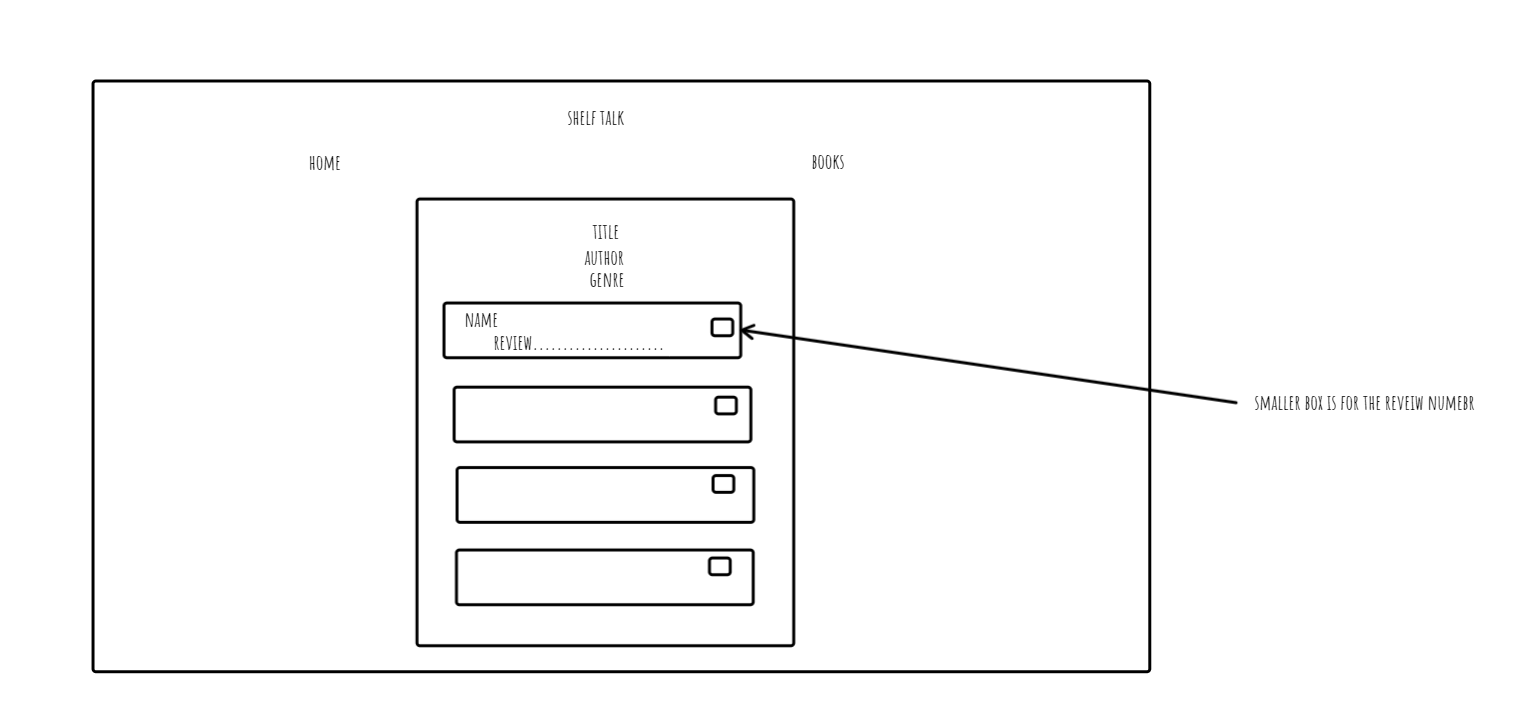 SHELF TALK
HOME
BOOKS
TITLE
AUTHOR
GENRE
NAME
REVIEW......................
SMALLER BOX IS FOR THE REVEIW NUMEBR